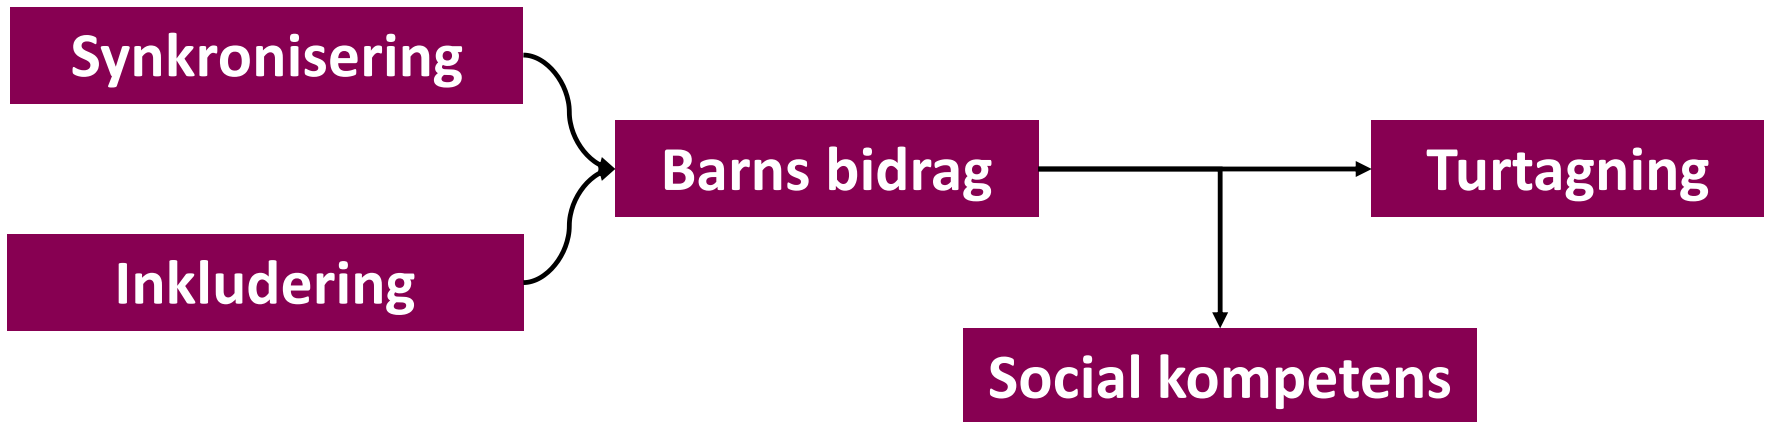 Synkronisering
Inkludering
Barns bidrag
Turtagning
Social kompetens